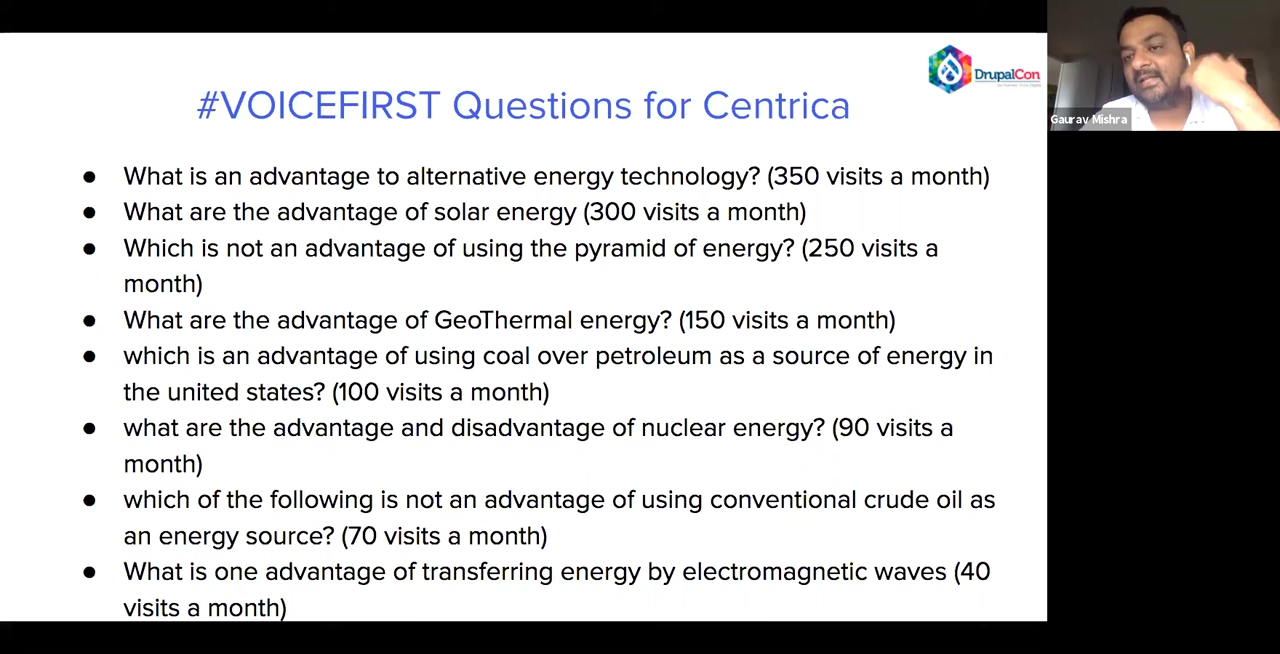 DrupalCon
#VOICEFIRST Questions for Centrica
Gaurav Mishra
● What is an advantage to alternative energy technology? (350 visits a month)
● What are the advantage of solar energy (300 visits a month)
● Which is not an advantage of using the pyramid of energy? (250 visits a
month)
● What are the advantage of GeoThermal energy? (150 visits a month)
● which is an advantage of using coal over petroleum as a source of energy in
the united states? (100 visits a month)
● what are the advantage and disadvantage of nuclear energy? (90 visits a
month)
● which of the following is not an advantage of using conventional crude oil as
an energy source? (70 visits a month)
● What is one advantage of transferring energy by electromagnetic waves (40
visits a month)